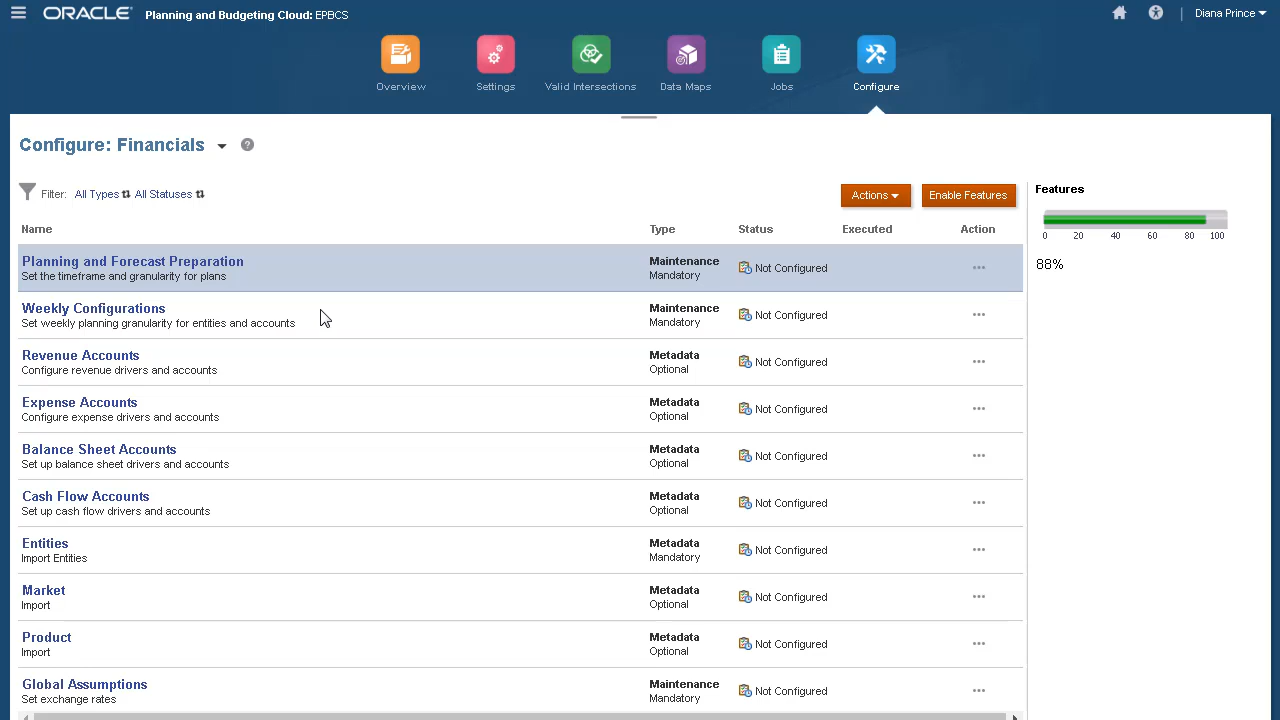 ORACLE® Planning and Budgeting Cloud: EPBCS Diana Prince
Overview Settings Valid Intersections Data Maps Jobs Configure
Configure: Financials ?
Filter: All Types All Statuses Actions Enable Features
Features
0 20 40 60 80 100
88%
Name Type Status Executed Action
Planning and Forecast Preparation Maintenance
Set the timeframe and granularity for plans Mandatory Not Configured ...
Weekly Configurations Maintenance
Set weekly planning granularity for entities and accounts Mandatory Not Configured ...
Revenue Accounts Metadata
Configure revenue drivers and accounts Optional Not Configured ...
Expense Accounts Metadata
Configure expense drivers and accounts Optional Not Configured ...
Balance Sheet Accounts Metadata
Set up balance sheet drivers and accounts Optional Not Configured ...
Cash Flow Accounts Metadata
Set up cash flow drivers and accounts Optional Not Configured ...
Entities Metadata
Import Entities Mandatory Not Configured ...
Market Metadata
Import Optional Not Configured ...
Product Metadata
Import Optional Not Configured ...
Global Assumptions Maintenance
Set exchange rates Mandatory Not Configured ...